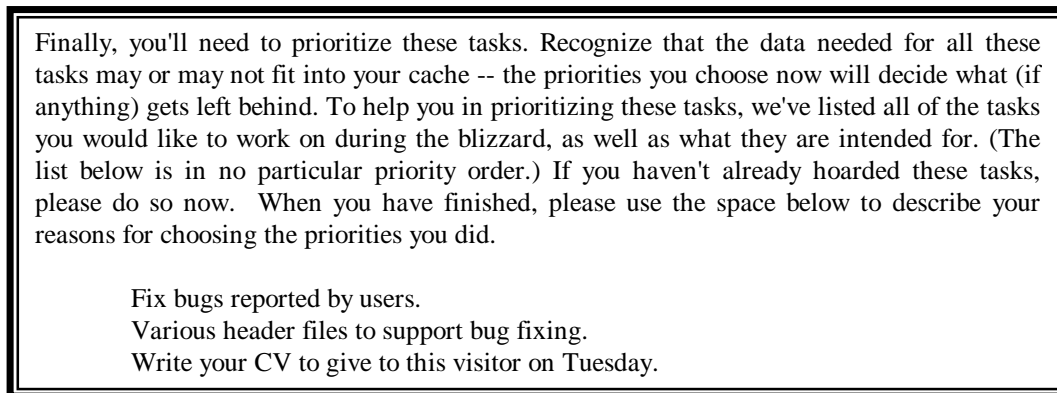 Finally, you'll need to prioritize these tasks. Recognize that the data needed for all these
tasks may or may not fit into your cache -- the priorities you choose now will decide what (if
anything) gets left behind. To help you in prioritizing these tasks, we've listed all of the tasks
you would like to work on during the blizzard, as well as what they are intended for. (The
list below is in no particular priority order.) If you haven't already hoarded these tasks,
please do so now. When you have finished, please use the space below to describe your
reasons for choosing the priorities you did.
Fix bugs reported by users.
Various header files to support bug fixing.
Write your CV to give to this visitor on Tuesday.